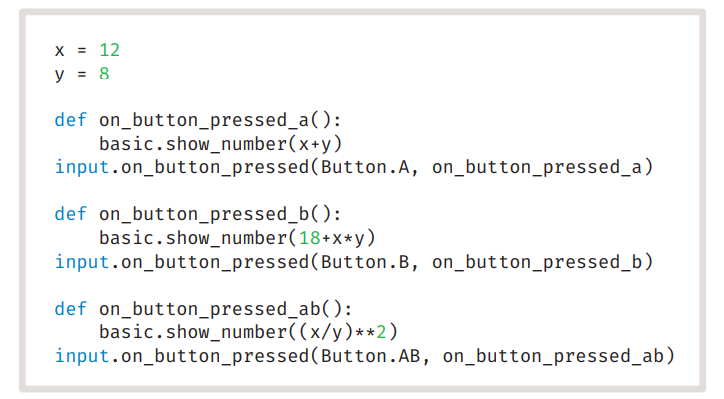 x = 12
y = 8
def on_button_pressed_a():
basic.show_number(x+y)
input.on_button_pressed(Button.A, on_button_pressed_a)
def on_button_pressed_b():
basic.show_number(18+x*y)
input.on_button_pressed(Button.B, on_button_pressed_b)
def on_button_pressed_ab():
basic.show_number((x/y)**2)
input.on_button_pressed(Button.AB, on_button_pressed_ab)